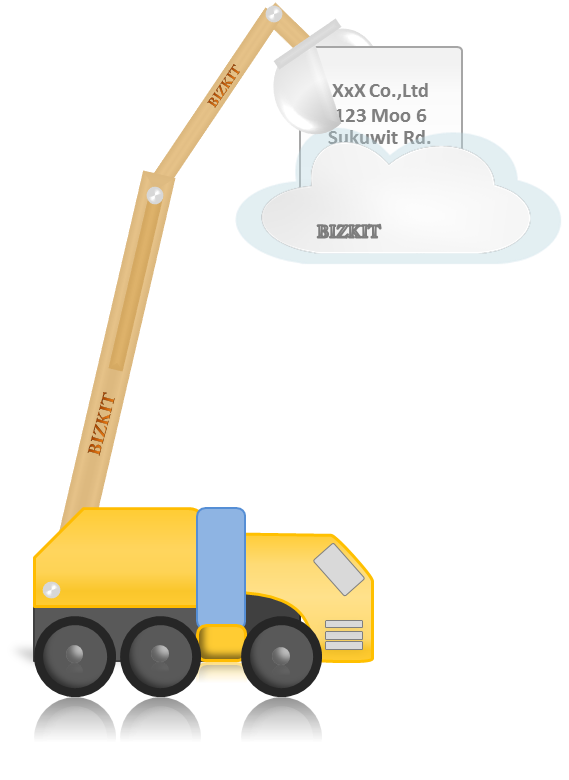 BIZKIT
XxX Co.,Ltd
123 Moo 6
Sukuwit Rd.
BIZKIT
BIZKIT